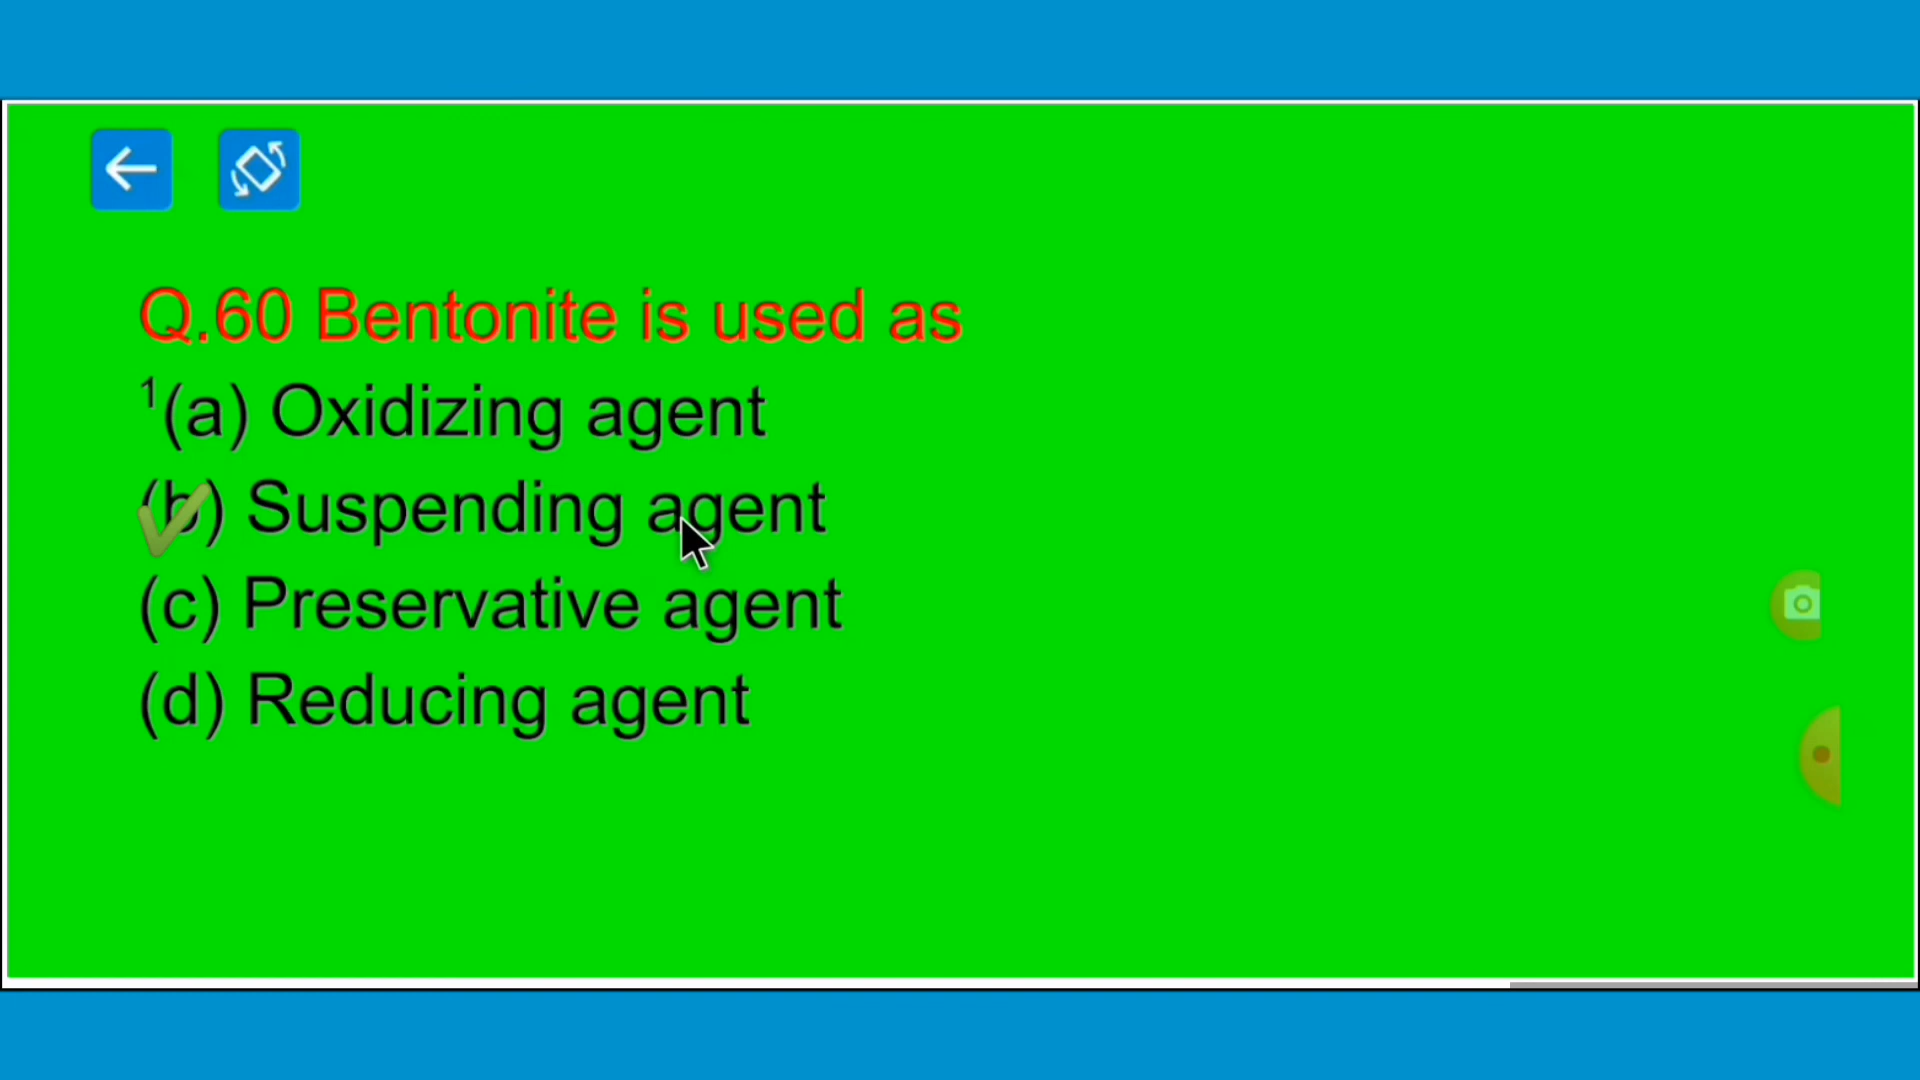 Q.60 Bentonite is used as
¹(a) Oxidizing agent
(b) Suspending agent
(c) Preservative agent
(d) Reducing agent